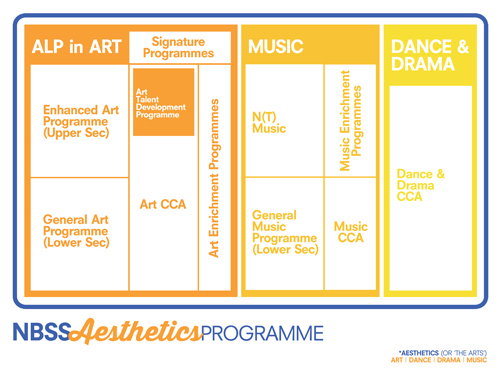 ALP in ART
Signature
Programmes
Enhanced Art
Programme
(Upper Sec)
Art
Talent
Development
Programme
General Art
Programme
(Lower Sec)
Art CCA
Art Enrichment Programmes
MUSIC
N(T)
Music
Music Enrichment
Programmes
General
Music
Programme
(Lower Sec)
Music
CCA
DANCE &
DRAMA
Dance &
Drama
CCA
NBSS Aesthetics PROGRAMME
*AESTHETICS (OR 'THE ARTS')
ART | DANCE | DRAMA | MUSIC